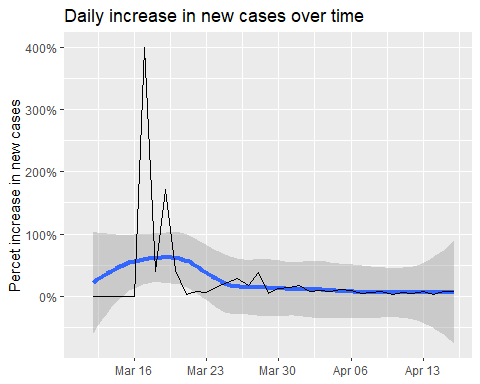 Daily increase in new cases over time
Percet increase in new cases
400%
300%
200%
100%
0%
Mar 16
Mar 23
Mar 30
Apr 06
Apr 13